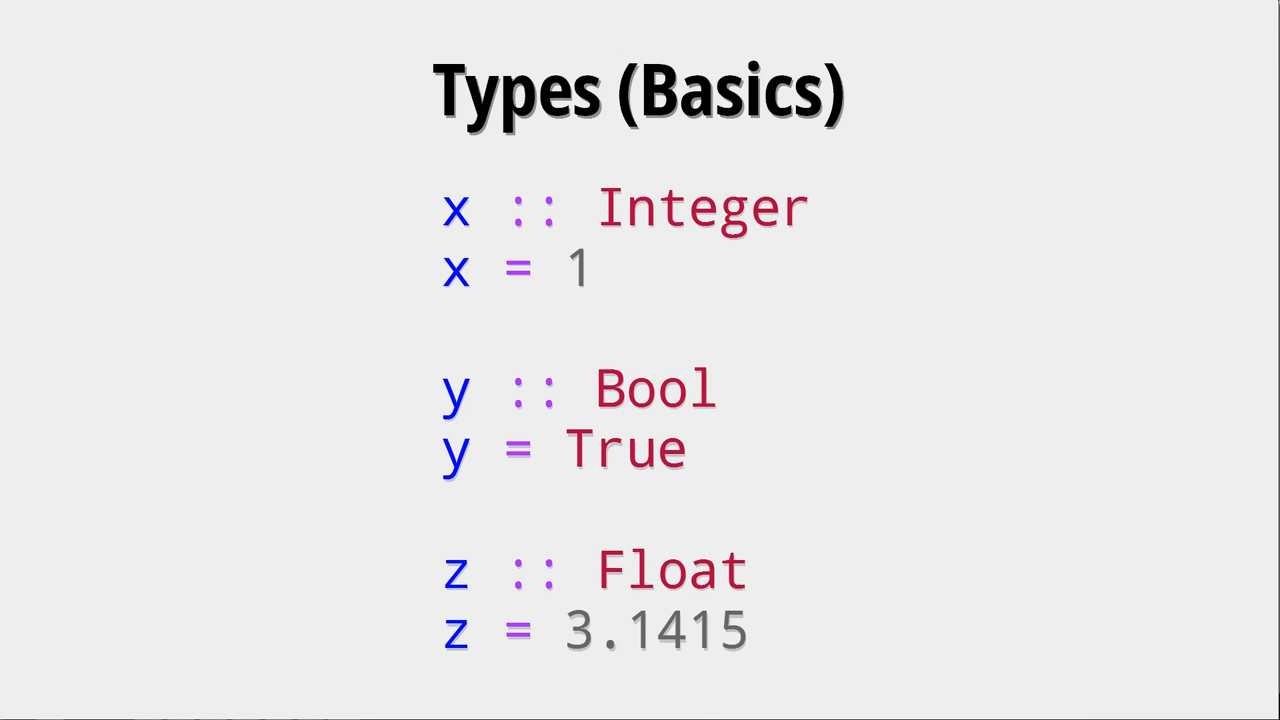 Types (Basics)
x :: Integer
x = 1
y :: Bool
y = True
z :: Float
z = 3.1415